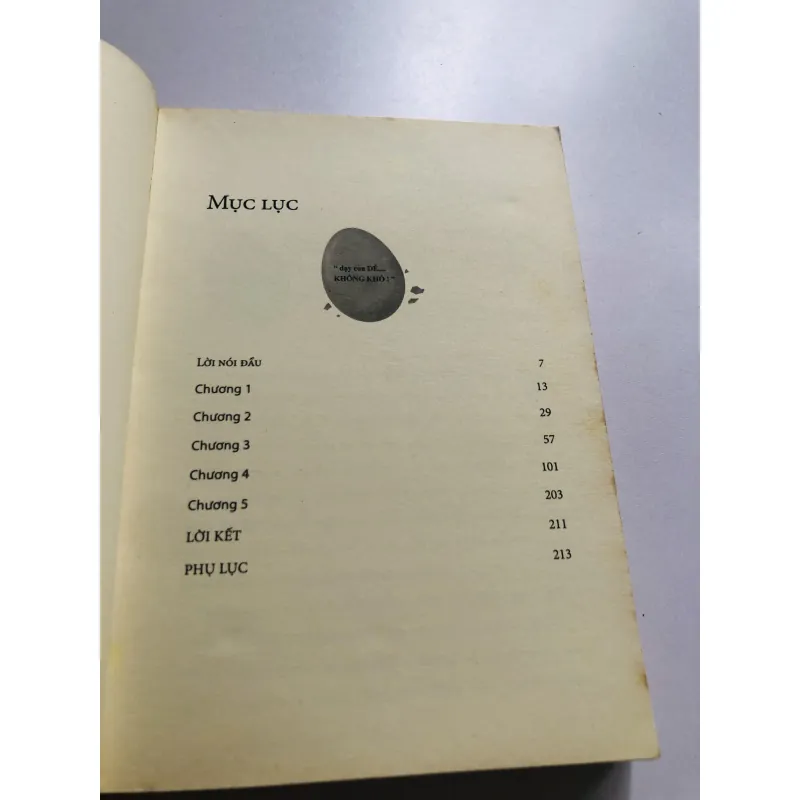 MỤC LỤC
" dạy con DỄ....
KHÔNG KHÓ ! "
LỜI NÓI ĐẦU 7
Chương 1 13
Chương 2 29
Chương 3 57
Chương 4 101
Chương 5 203
LỜI KẾT 211
PHỤ LỤC 213